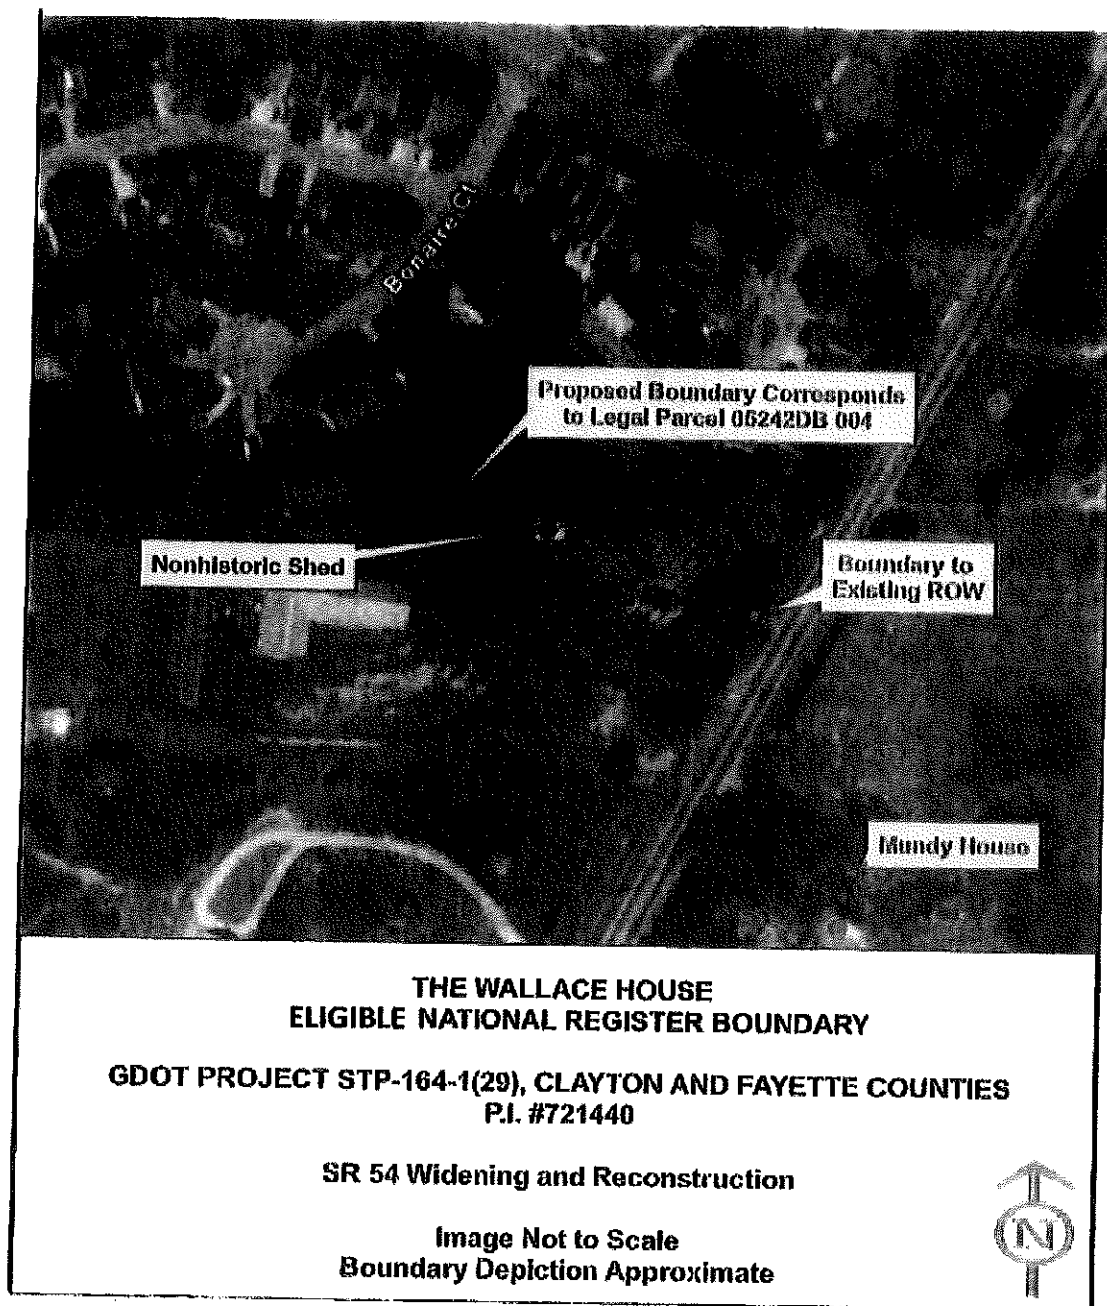 Bonaire Ct
Proposed Boundary Corresponds
to Legal Parcel 06242DB 004
Nonhistoric Shed
Boundary to
Existing ROW
Mundy House
THE WALLACE HOUSE
ELIGIBLE NATIONAL REGISTER BOUNDARY
GDOT PROJECT STP-164-1(29), CLAYTON AND FAYETTE COUNTIES
P.I. #721440
SR 54 Widening and Reconstruction
Image Not to Scale
Boundary Depiction Approximate
N